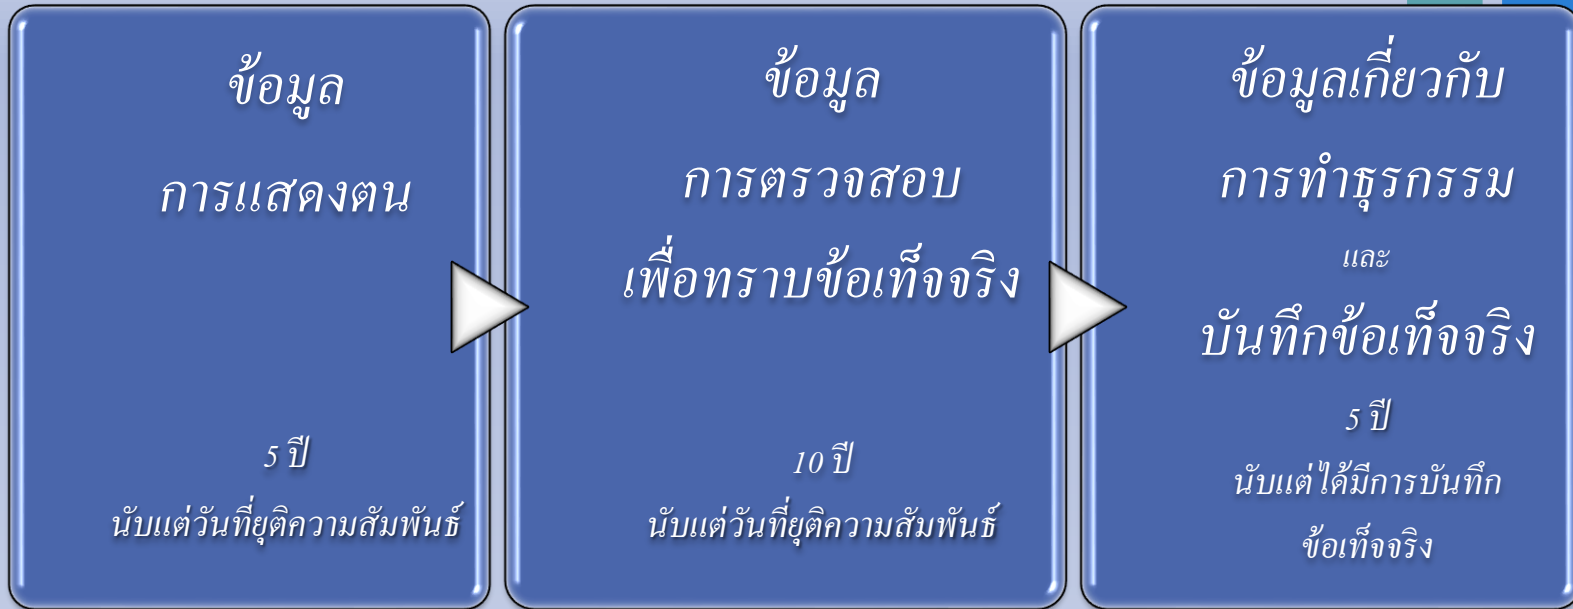 ข้อมูล
การแสดงตน
5 ปี
นับแต่วันที่ยุติความสัมพันธ์
ข้อมูล
การตรวจสอบ
เพื่อทราบข้อเท็จจริง
10 ปี
นับแต่วันที่ยุติความสัมพันธ์
ข้อมูลเกี่ยวกับ
การทำธุรกรรม
และ
บันทึกข้อเท็จจริง
5 ปี
นับแต่ได้มีการบันทึก
ข้อเท็จจริง